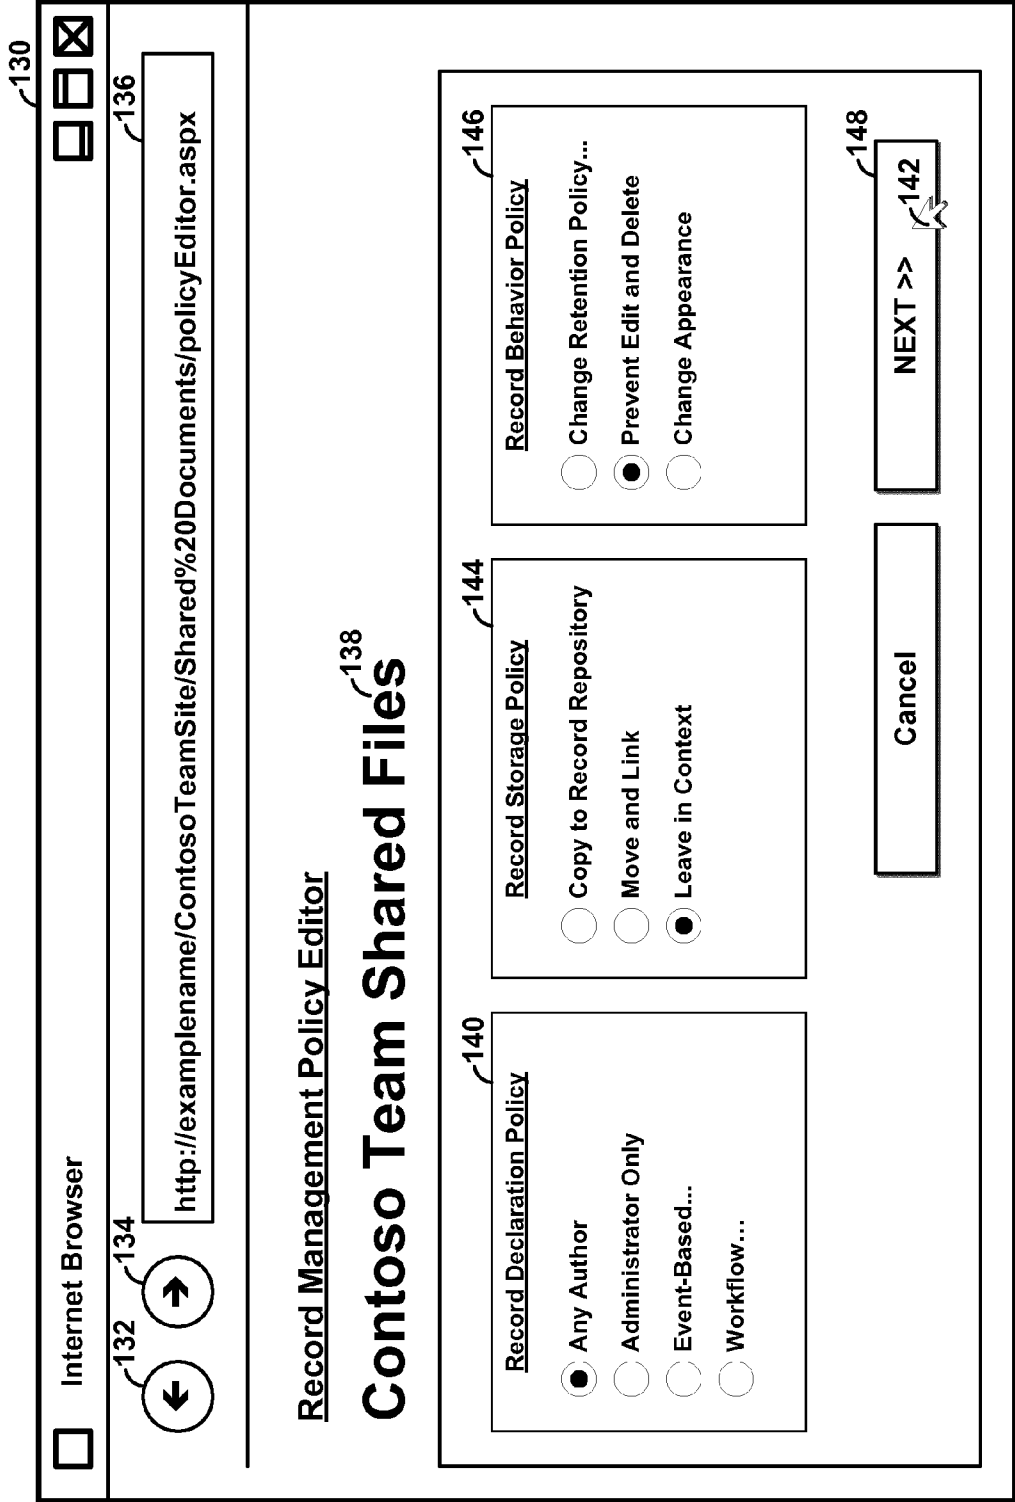 130
Internet Browser
132
134
136
http://examplename/ContosoTeamSite/Shared%20Documents/policyEditor.aspx
Record Management Policy Editor
138
Contoso Team Shared Files
140
Record Declaration Policy
Any Author
Administrator Only
Event-Based...
Workflow...
144
Record Storage Policy
Copy to Record Repository
Move and Link
Leave in Context
146
Record Behavior Policy
Change Retention Policy...
Prevent Edit and Delete
Change Appearance
148
Cancel
NEXT >>
142